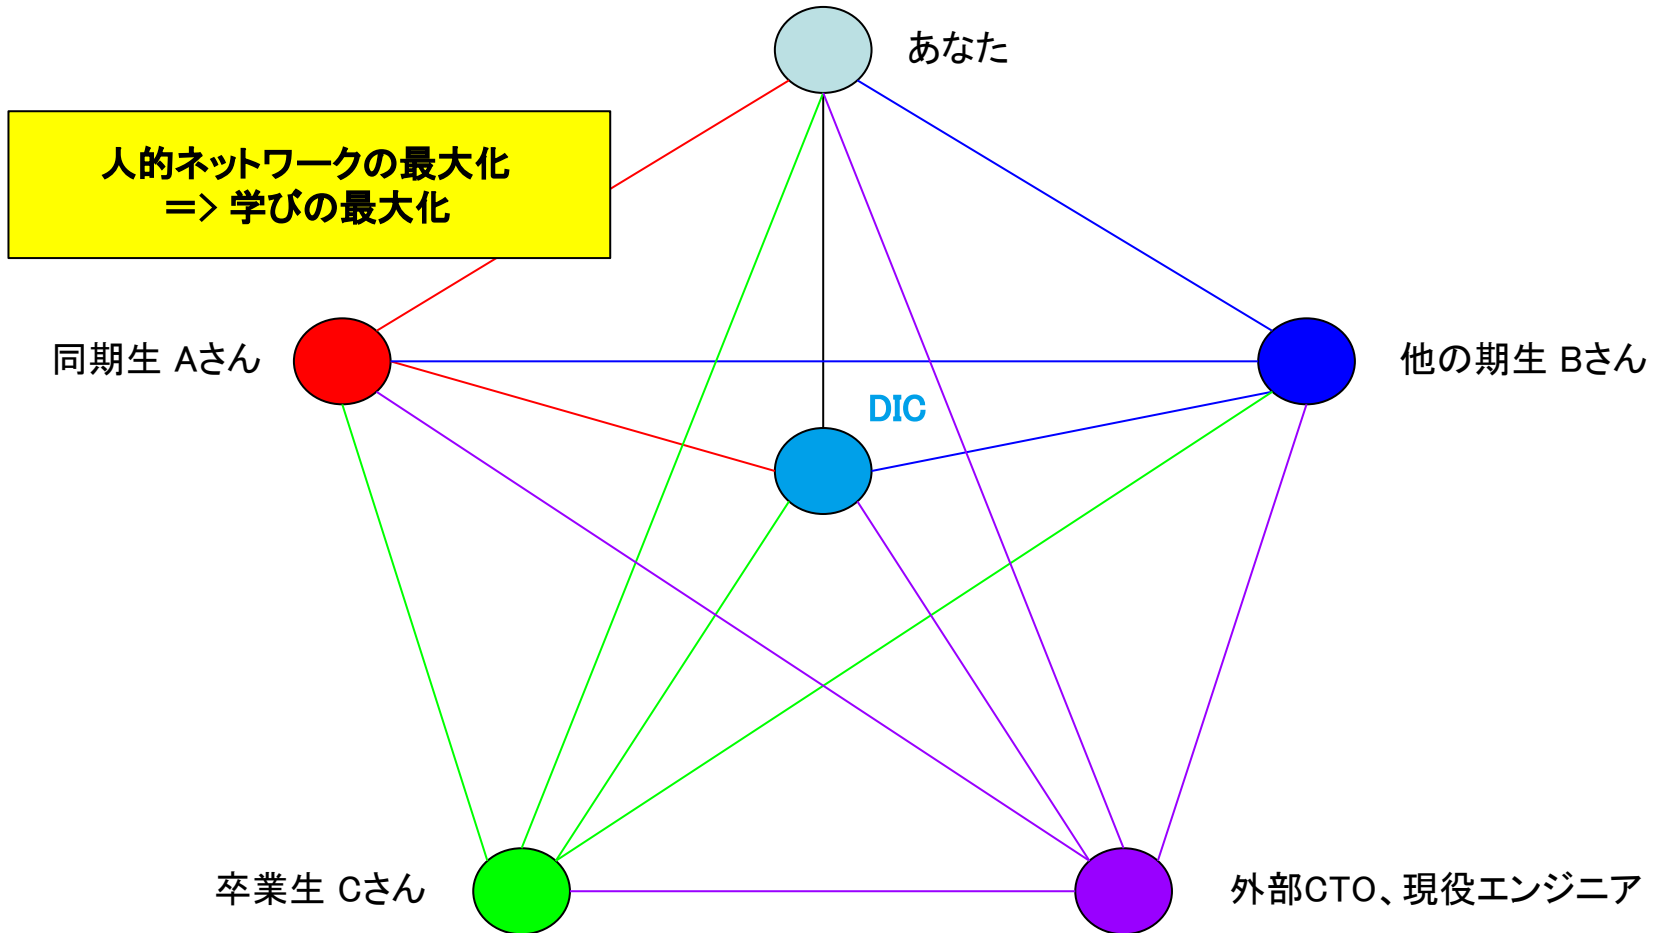 あなた
人的ネットワークの最大化
=> 学びの最大化
同期生 Aさん
他の期生 Bさん
DIC
卒業生 Cさん
外部CTO、現役エンジニア